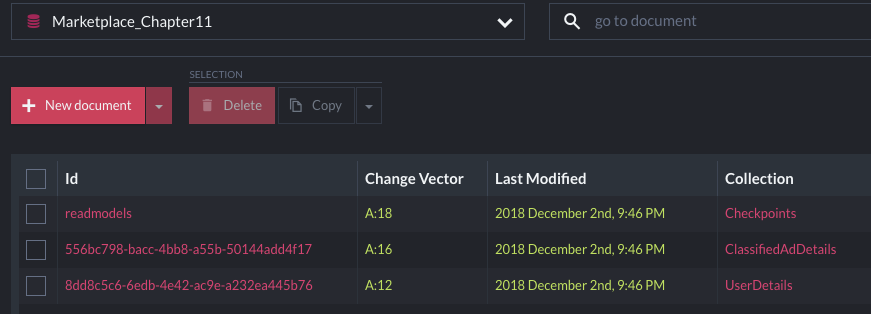 Marketplace_Chapter11
go to document
SELECTION
New document
Delete
Copy
Id Change Vector Last Modified Collection
readmodels A:18 2018 December 2nd, 9:46 PM Checkpoints
556bc798-bacc-4bb8-a55b-50144add4f17 A:16 2018 December 2nd, 9:46 PM ClassifiedAdDetails
8dd8c5c6-6edb-4e42-ac9e-a232ea445b76 A:12 2018 December 2nd, 9:46 PM UserDetails